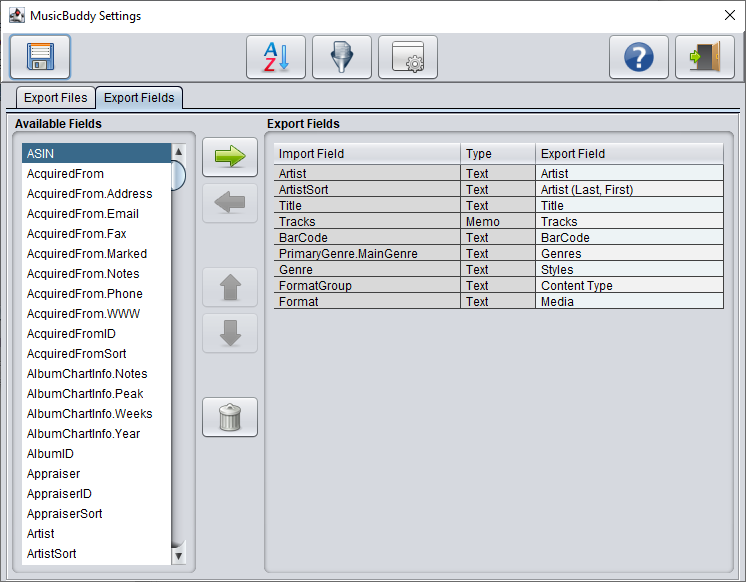 MusicBuddy Settings
A
Z
?
Export Files Export Fields
Available Fields
ASIN
AcquiredFrom
AcquiredFrom.Address
AcquiredFrom.Email
AcquiredFrom.Fax
AcquiredFrom.Marked
AcquiredFrom.Notes
AcquiredFrom.Phone
AcquiredFrom.WWW
AcquiredFromID
AcquiredFromSort
AlbumChartInfo.Notes
AlbumChartInfo.Peak
AlbumChartInfo.Weeks
AlbumChartInfo.Year
AlbumID
Appraiser
AppraiserID
AppraiserSort
Artist
ArtistSort
Export Fields
Import Field Type Export Field
Artist Text Artist
ArtistSort Text Artist (Last, First)
Title Text Title
Tracks Memo Tracks
BarCode Text BarCode
PrimaryGenre.MainGenre Text Genres
Genre Text Styles
FormatGroup Text Content Type
Format Text Media